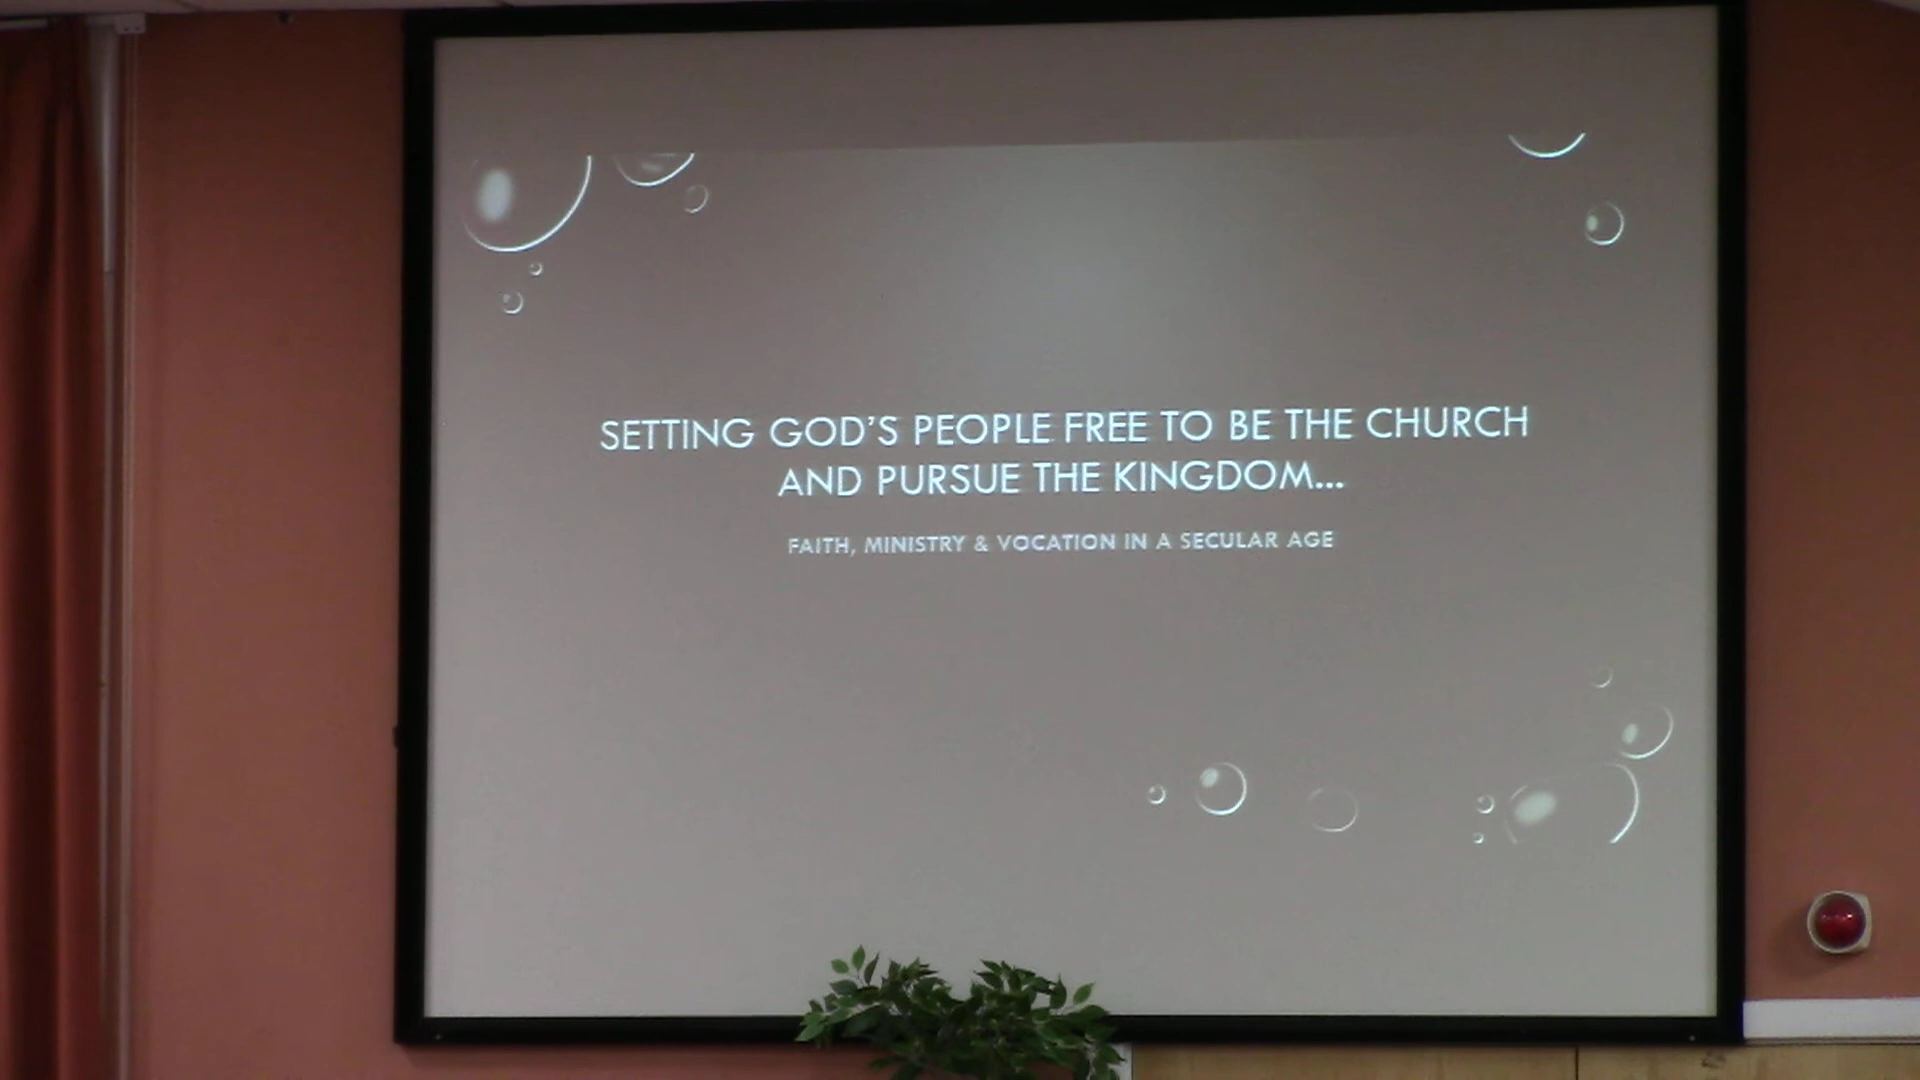 SETTING GOD'S PEOPLE FREE TO BE THE CHURCH
AND PURSUE THE KINGDOM...
FAITH, MINISTRY & VOCATION IN A SECULAR AGE